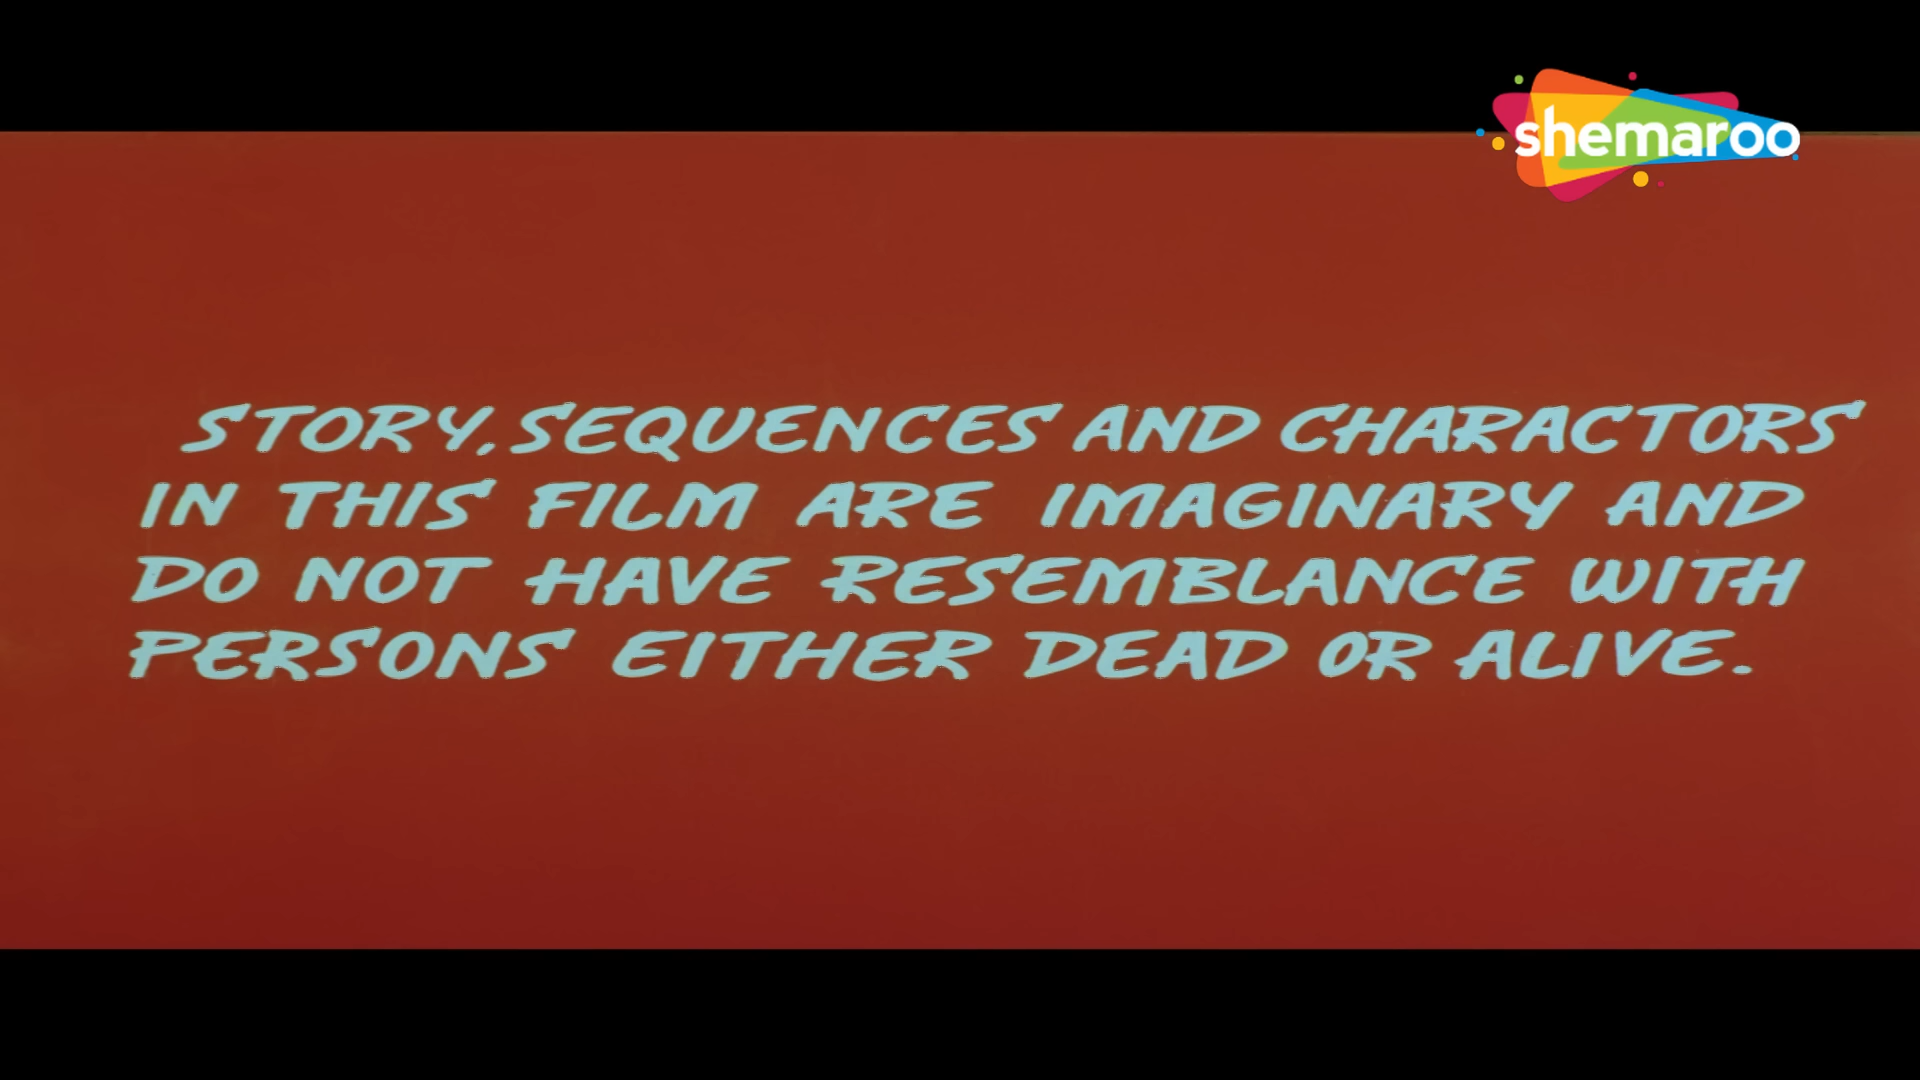 shemaroo
STORY, SEQUENCES AND CHARACTORS
IN THIS FILM ARE IMAGINARY AND
DO NOT HAVE RESEMBLANCE WITH
PERSONS EITHER DEAD OR ALIVE.